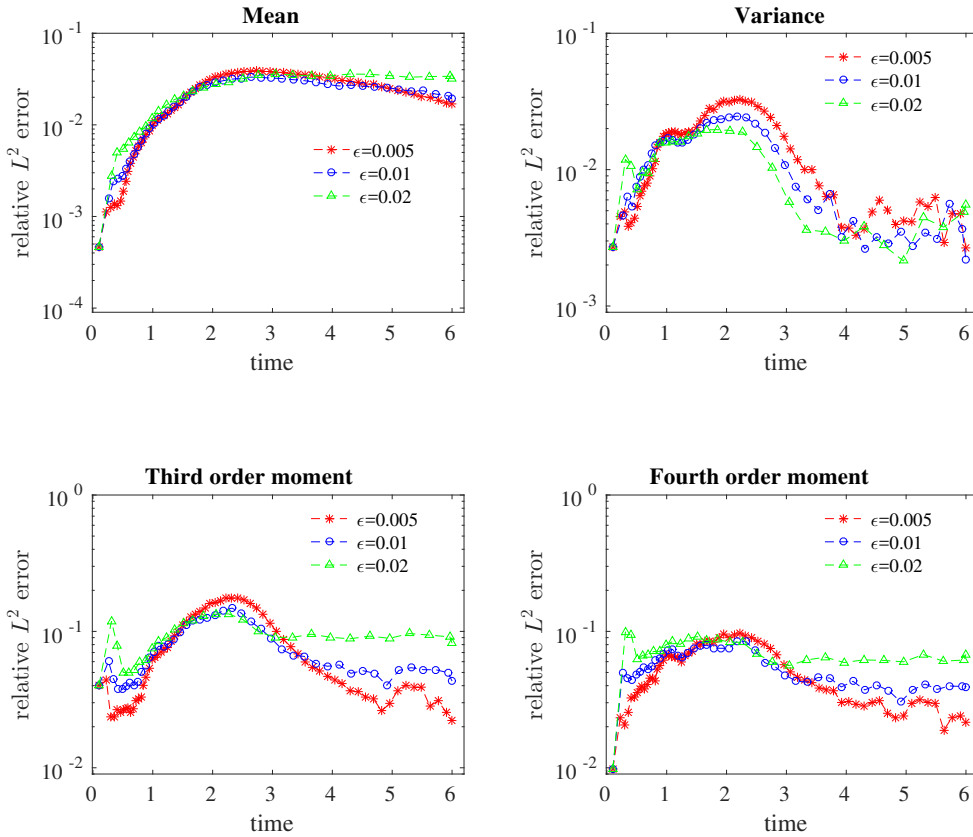 Mean
10^-1
10^-2
10^-3
10^-4
relative L^2 error
ϵ=0.005
ϵ=0.01
ϵ=0.02
0 1 2 3 4 5 6
time
Variance
10^-1
10^-2
10^-3
relative L^2 error
ϵ=0.005
ϵ=0.01
ϵ=0.02
0 1 2 3 4 5 6
time
Third order moment
10^0
10^-1
10^-2
relative L^2 error
ϵ=0.005
ϵ=0.01
ϵ=0.02
0 1 2 3 4 5 6
time
Fourth order moment
10^0
10^-1
10^-2
relative L^2 error
ϵ=0.005
ϵ=0.01
ϵ=0.02
0 1 2 3 4 5 6
time